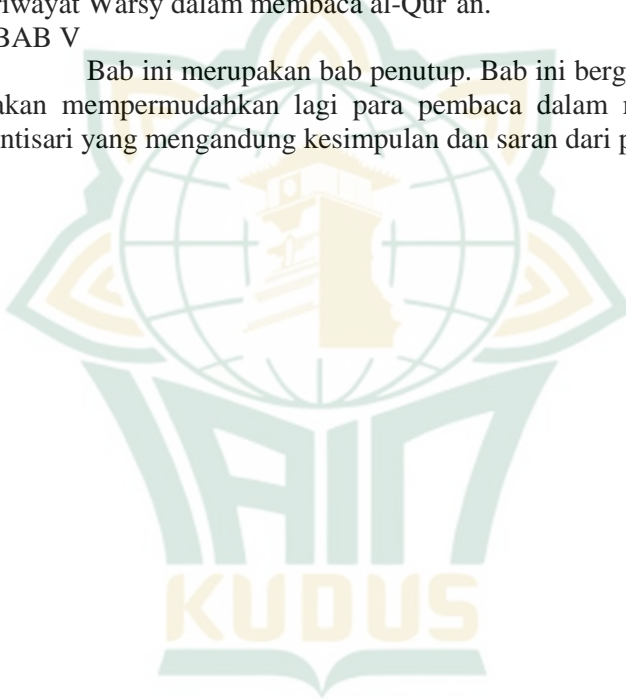 riwayat Warsy dalam membaca al-Qur'an.
BAB V
Bab ini merupakan bab penutup. Bab ini
akan mempermudahkan lagi para pembaca dalam
intisari yang mengandung kesimpulan dan saran dari
IAIN
KUDUS